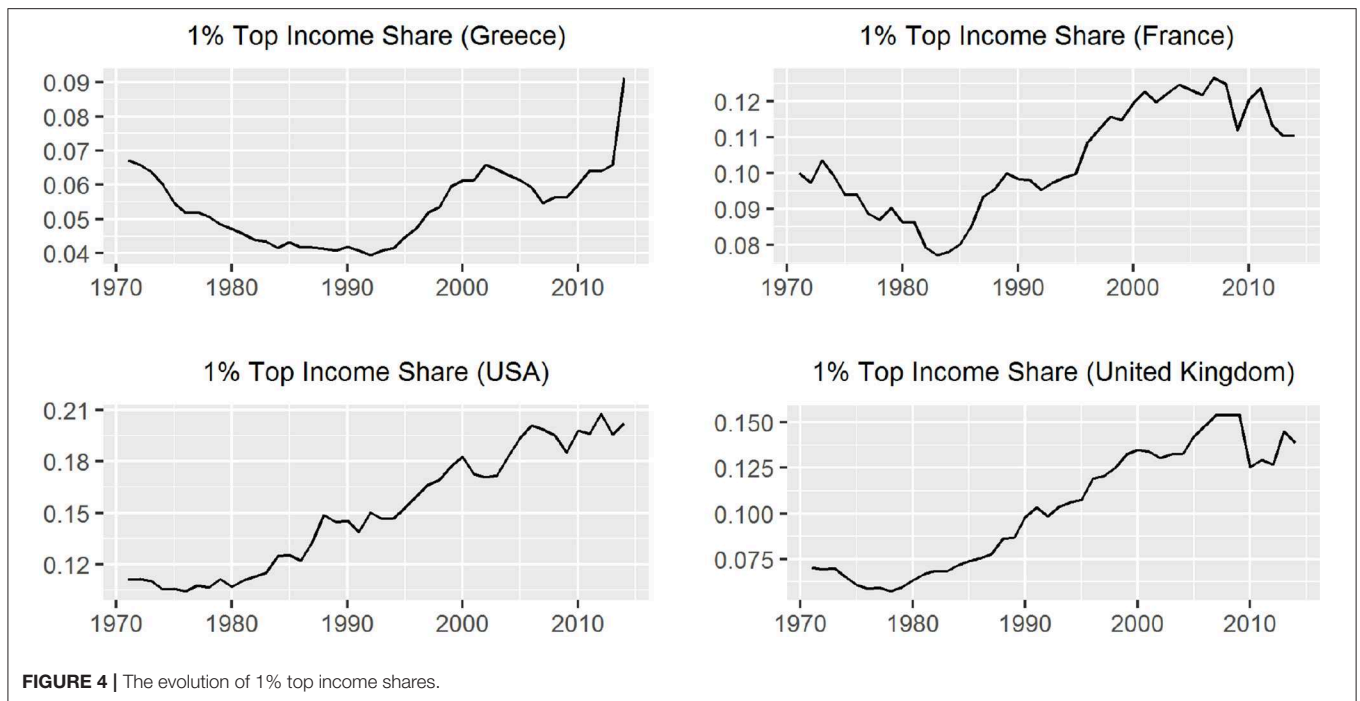 1% Top Income Share (Greece)
0.09
0.08
0.07
0.06
0.05
0.04
1970 1980 1990 2000 2010
1% Top Income Share (France)
0.12
0.11
0.10
0.09
0.08
1970 1980 1990 2000 2010
1% Top Income Share (USA)
0.21
0.18
0.15
0.12
1970 1980 1990 2000 2010
1% Top Income Share (United Kingdom)
0.150
0.125
0.100
0.075
1970 1980 1990 2000 2010
FIGURE 4 | The evolution of 1% top income shares.